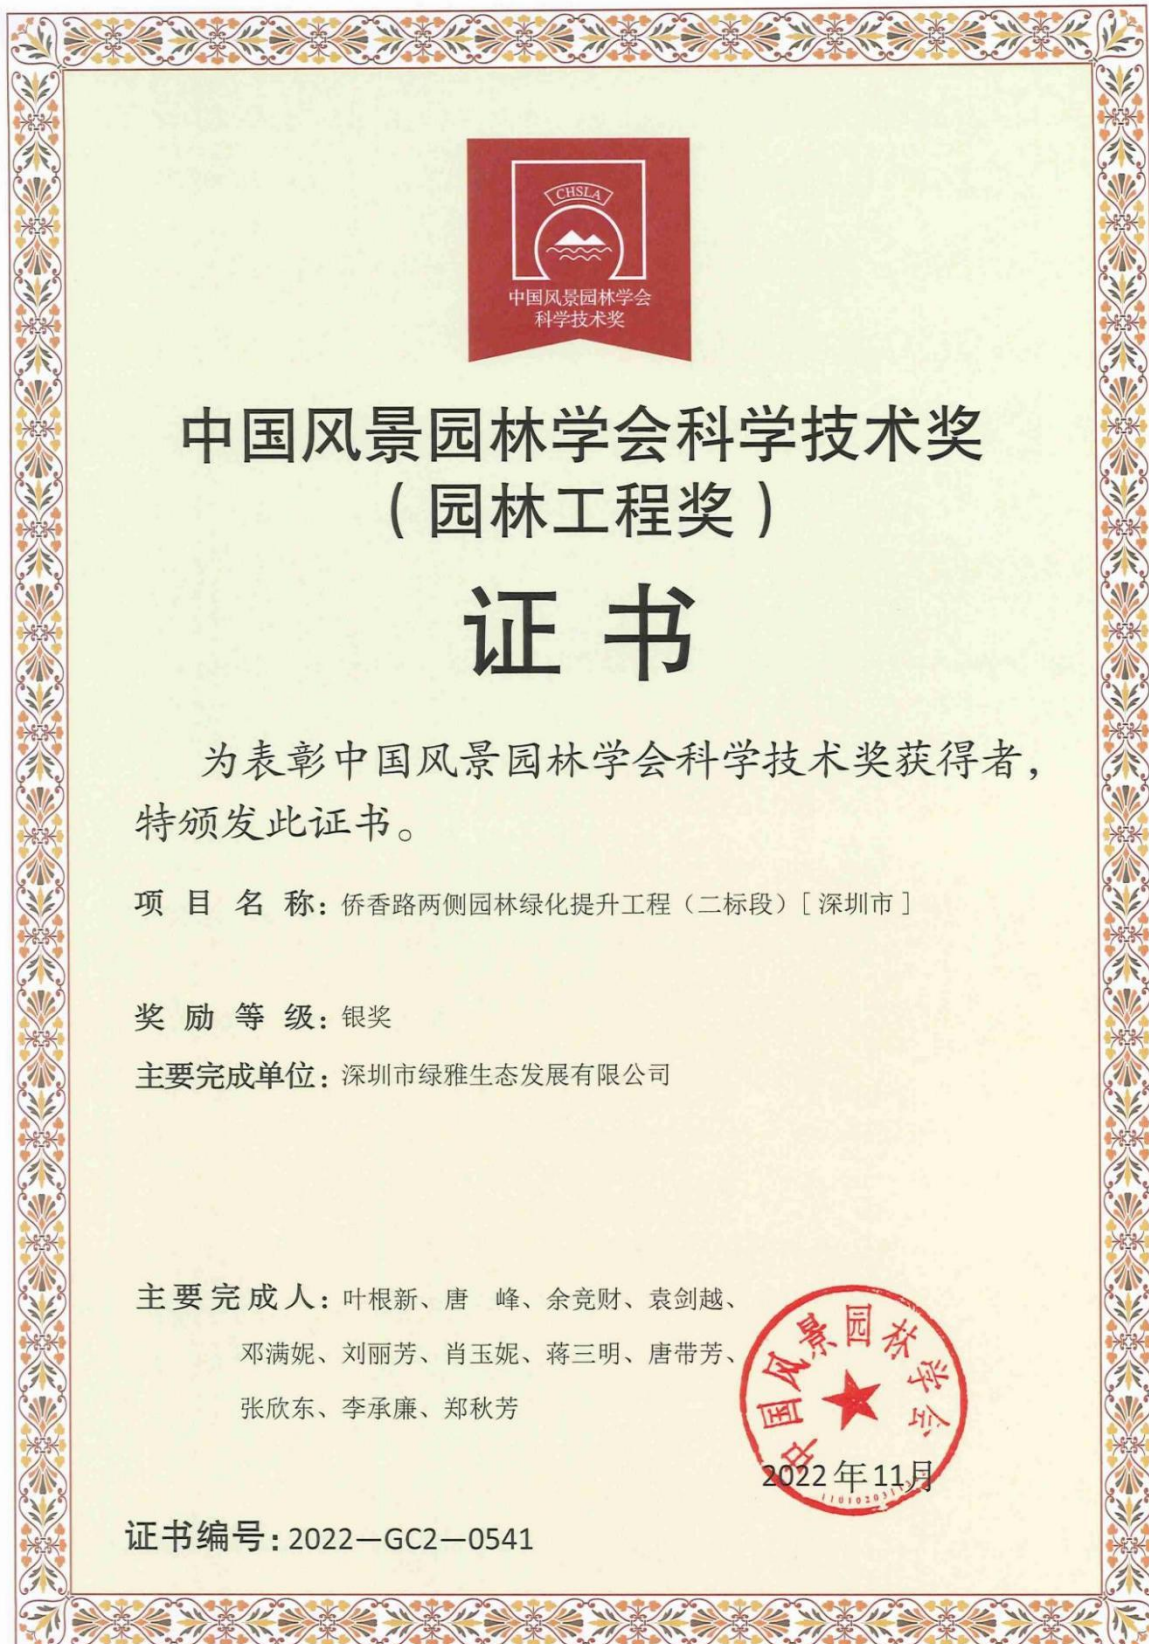 CHSLA
中国风景园林学会
科学技术奖
中国风景园林学会科学技术奖
（园林工程奖）
证书
为表彰中国风景园林学会科学技术奖获得者，
特颁发此证书。
项目名称：侨香路两侧园林绿化提升工程（二标段）[深圳市]
奖励等级：银奖
主要完成单位：深圳市绿雅生态发展有限公司
主要完成人：叶根新、唐　峰、余竞财、袁剑越、
邓满妮、刘丽芳、肖玉妮、蒋三明、唐带芳、
张欣东、李承廉、郑秋芳
中国风景园林学会
2022年11月
证书编号：2022—GC2—0541